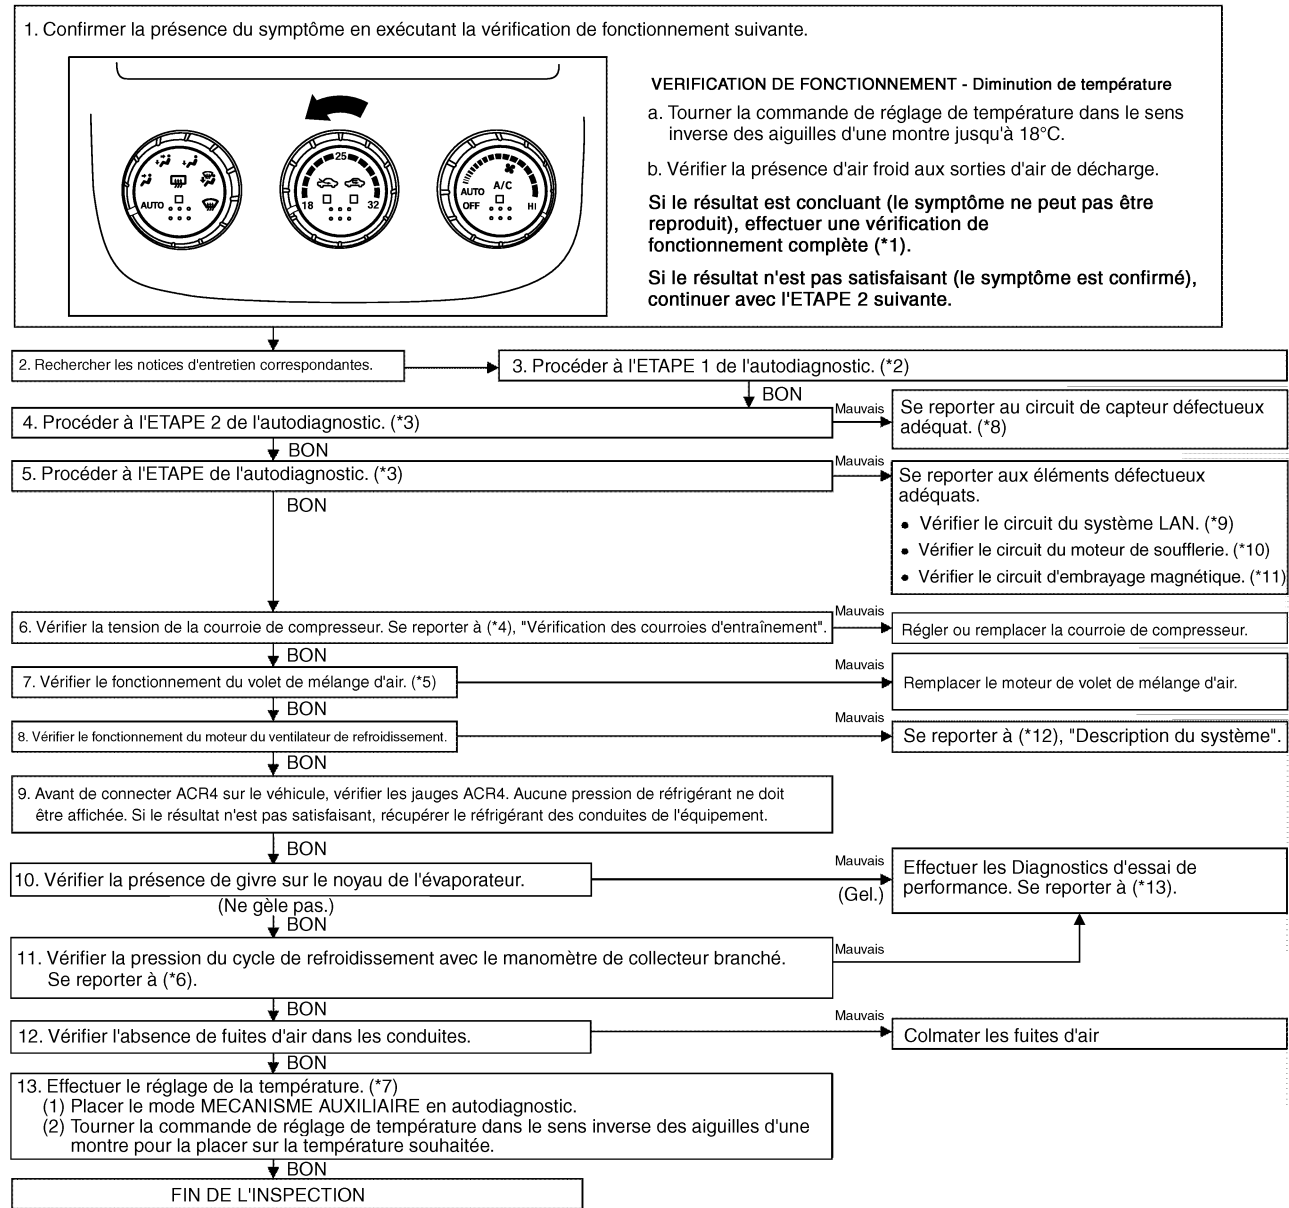 1. Confirmer la présence du symptôme en exécutant la vérification de fonctionnement suivante.
25
18
32
AUTO
AUTO
OFF
A/C
HI
VERIFICATION DE FONCTIONNEMENT - Diminution de température
a. Tourner la commande de réglage de température dans le sens
inverse des aiguilles d'une montre jusqu'à 18°C.
b. Vérifier la présence d'air froid aux sorties d'air de décharge.
Si le résultat est concluant (le symptôme ne peut pas être
reproduit), effectuer une vérification de
fonctionnement complète (*1).
Si le résultat n'est pas satisfaisant (le symptôme est confirmé),
continuer avec l'ETAPE 2 suivante.
2. Rechercher les notices d'entretien correspondantes.
3. Procéder à l'ETAPE 1 de l'autodiagnostic. (*2)
BON
4. Procéder à l'ETAPE 2 de l'autodiagnostic. (*3)
Mauvais
Se reporter au circuit de capteur défectueux
adéquat. (*8)
BON
5. Procéder à l'ETAPE de l'autodiagnostic. (*3)
Mauvais
Se reporter aux éléments défectueux
adéquats.
• Vérifier le circuit du système LAN. (*9)
• Vérifier le circuit du moteur de soufflerie. (*10)
• Vérifier le circuit d'embrayage magnétique. (*11)
BON
6. Vérifier la tension de la courroie de compresseur. Se reporter à (*4), "Vérification des courroies d'entraînement".
Mauvais
Régler ou remplacer la courroie de compresseur.
BON
7. Vérifier le fonctionnement du volet de mélange d'air. (*5)
Mauvais
Remplacer le moteur de volet de mélange d'air.
BON
8. Vérifier le fonctionnement du moteur du ventilateur de refroidissement.
Mauvais
Se reporter à (*12), "Description du système".
BON
9. Avant de connecter ACR4 sur le véhicule, vérifier les jauges ACR4. Aucune pression de réfrigérant ne doit
être affichée. Si le résultat n'est pas satisfaisant, récupérer le réfrigérant des conduites de l'équipement.
BON
10. Vérifier la présence de givre sur le noyau de l'évaporateur.
Mauvais
(Gel.)
Effectuer les Diagnostics d'essai de
performance. Se reporter à (*13).
(Ne gèle pas.)
BON
11. Vérifier la pression du cycle de refroidissement avec le manomètre de collecteur branché.
Se reporter à (*6).
Mauvais
BON
12. Vérifier l'absence de fuites d'air dans les conduites.
Mauvais
Colmater les fuites d'air
BON
13. Effectuer le réglage de la température. (*7)
(1) Placer le mode MECANISME AUXILIAIRE en autodiagnostic.
(2) Tourner la commande de réglage de température dans le sens inverse des aiguilles d'une
montre pour la placer sur la température souhaitée.
BON
FIN DE L'INSPECTION